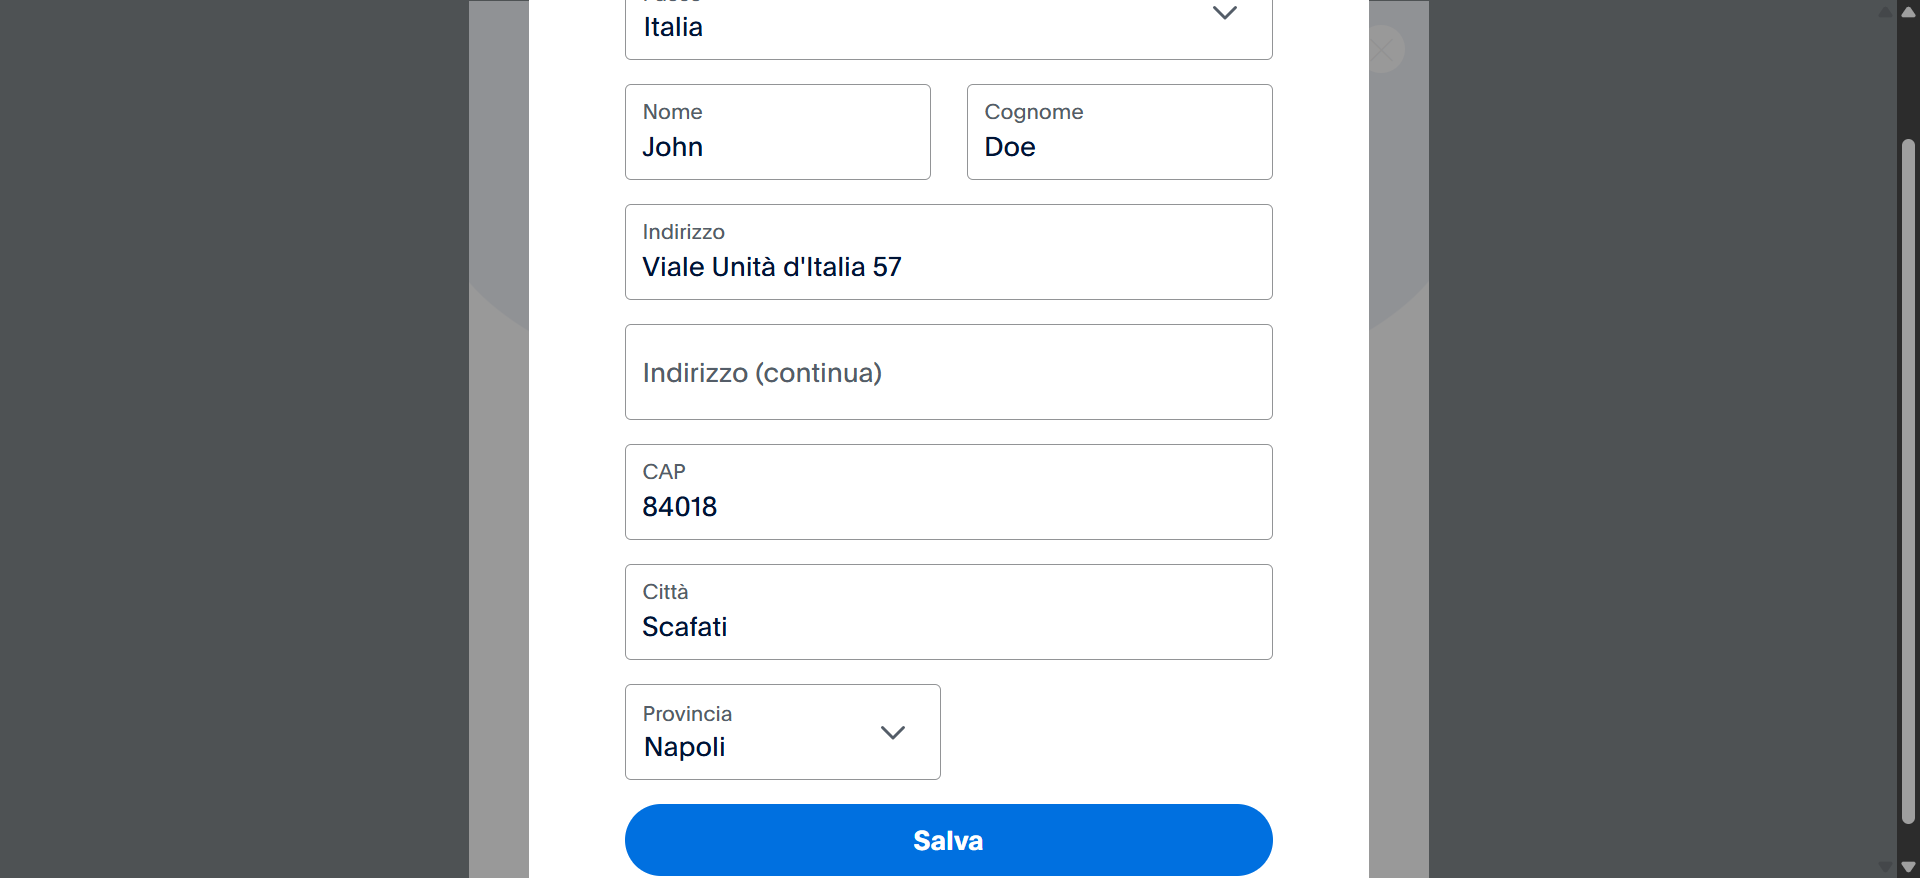 Italia
Nome
Cognome
John
Doe
Indirizzo
Viale Unità d'Italia 57
Indirizzo (continua)
CAP
84018
Città
Scafati
Provincia
Napoli
Salva